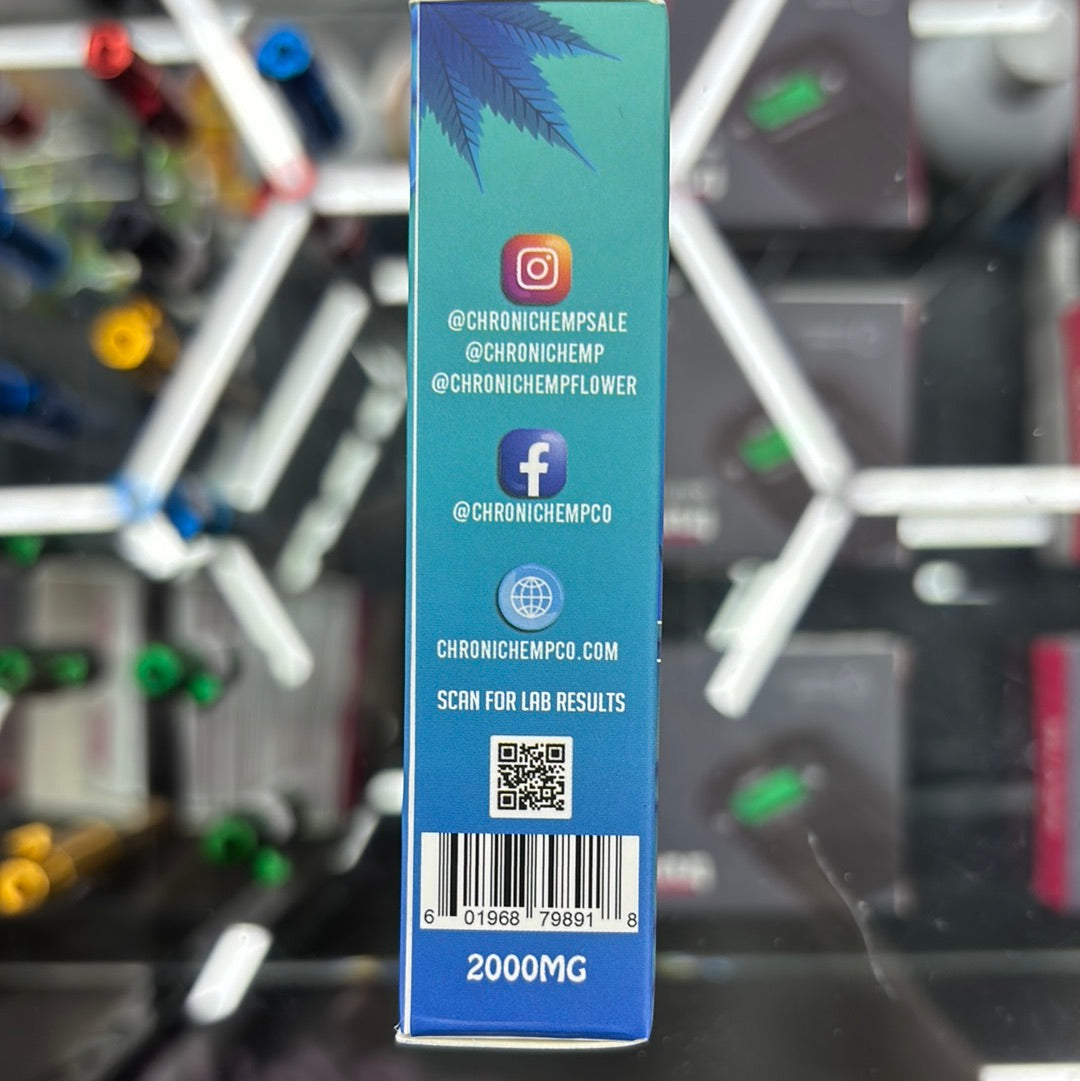 @CHRONICHEMPSALE
@CHRONICHEMP
@CHRONICHEMPFLOWER
@CHRONICHEMPCO
CHRONICHEMPCO.COM
SCAN FOR LAB RESULTS
6 01968 79891 8
2000MG